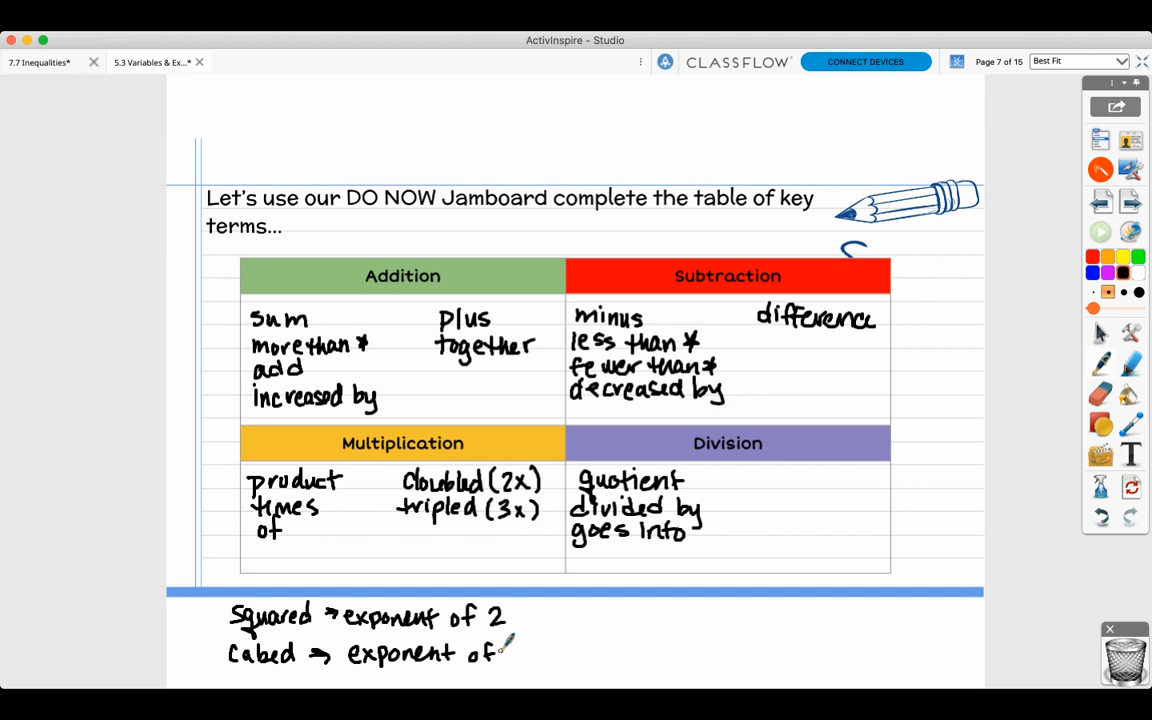 ActivInspire - Studio
7.7 Inequalities*
5.3 Variables & Ex...*
CLASSFLOW
CONNECT DEVICES
Page 7 of 15
Best Fit
Let's use our DO NOW Jamboard complete the table of key
terms...
Addition
sum
more than *
add
increased by
plus
together
Subtraction
minus
less than *
fewer than *
decreased by
difference
Multiplication
product
times
of
doubled (2x)
tripled (3x)
Division
quotient
divided by
goes into
Squared → exponent of 2
Cubed → exponent of
T
X